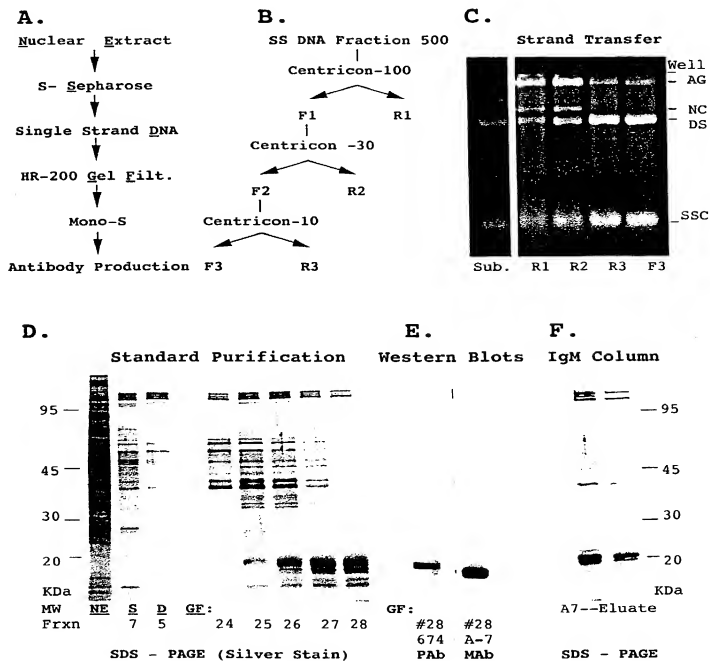 A.
Nuclear Extract
S- Sepharose
Single Strand DNA
HR-200 Gel Filt.
Mono-S
Antibody Production
B.
SS DNA Fraction 500
Centricon-100
F1 R1
Centricon -30
F2 R2
Centricon-10
F3 R3
C.
Strand Transfer
Well
AG
NC
DS
SSC
Sub. R1 R2 R3 F3
D.
Standard Purification
95
45
30
20
KDa
MW NE S D GF:
Frxn 7 5 24 25 26 27 28
SDS - PAGE (Silver Stain)
E.
Western Blots
GF:
#28 #28
674 A-7
PAb MAb
F.
IgM Column
95
45
30
20
KDa
A7--Eluate
SDS - PAGE